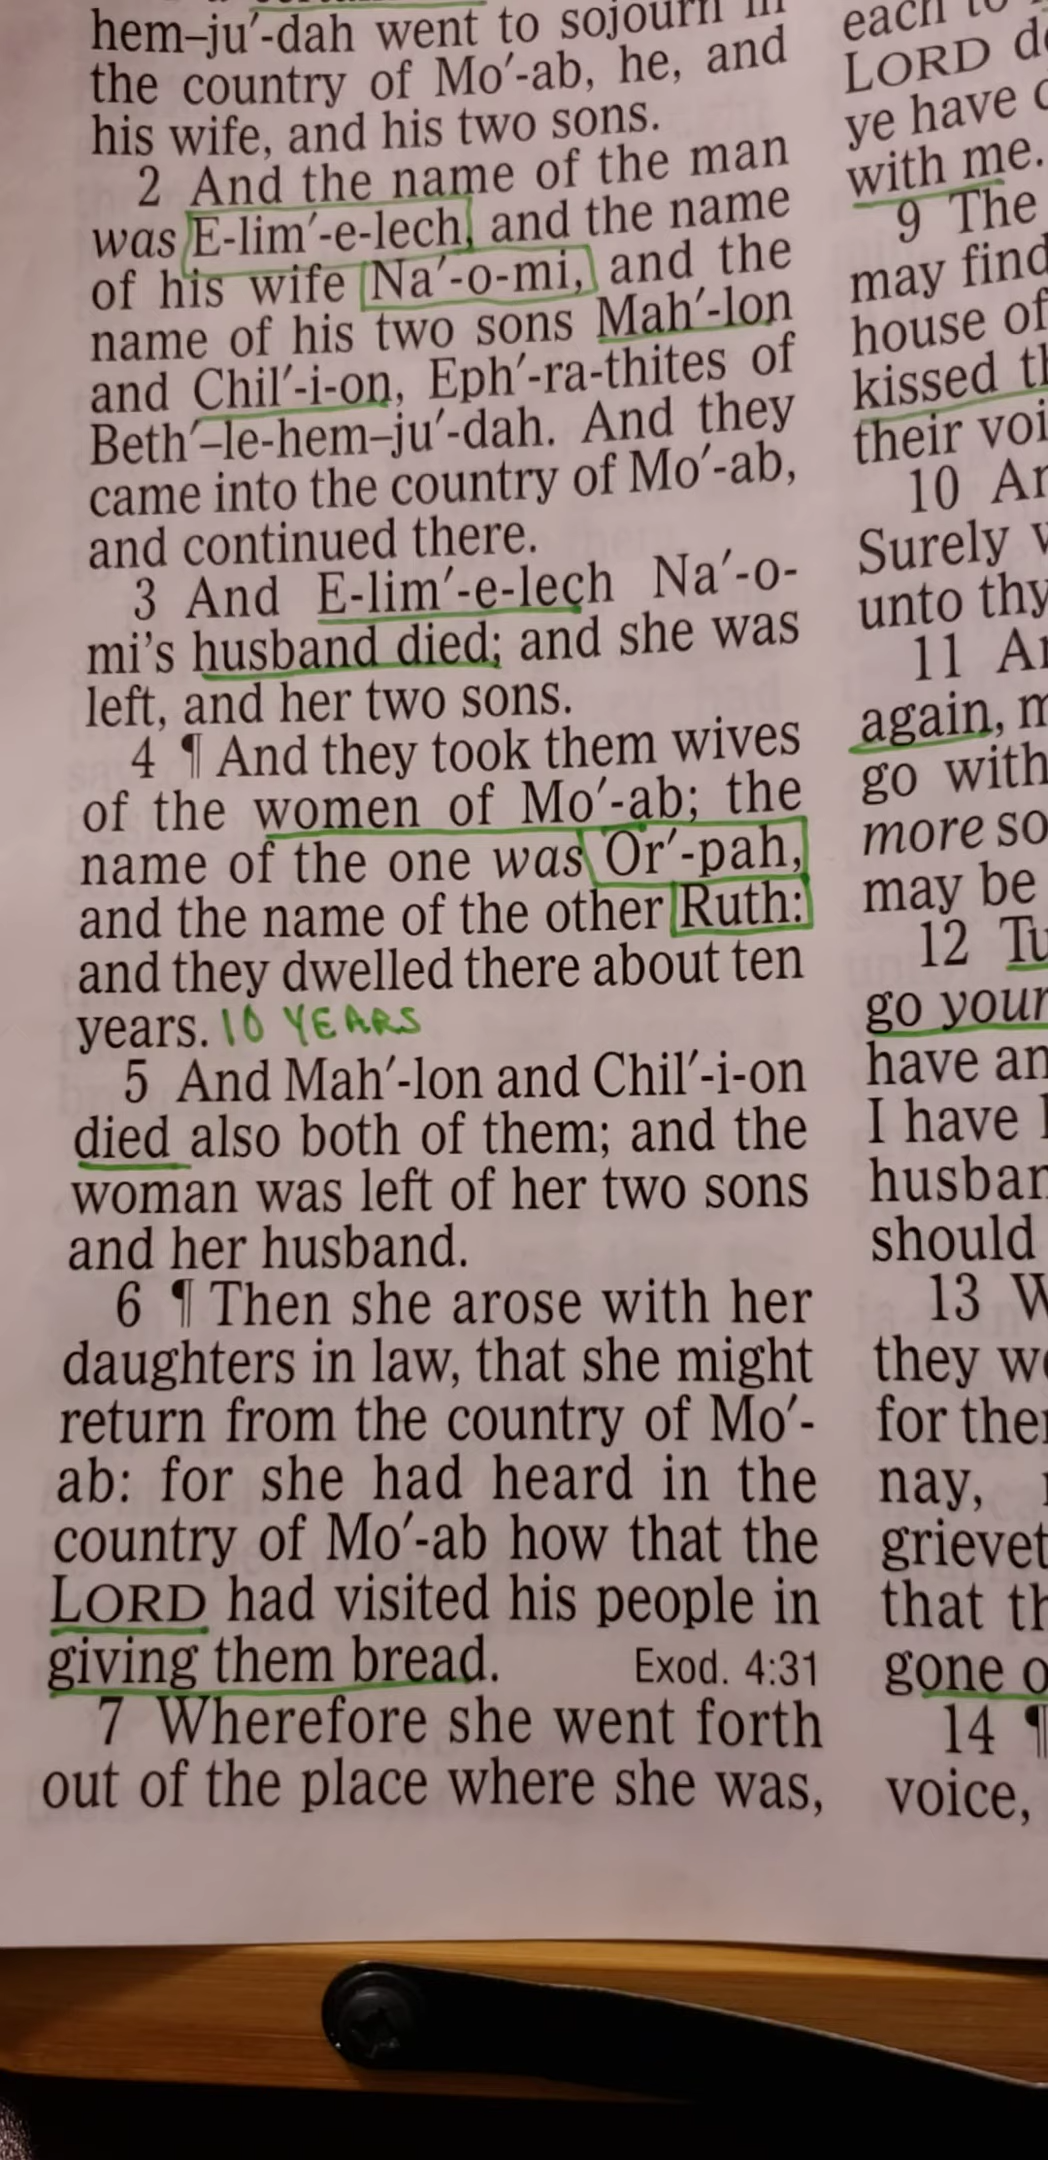 hem–ju′-dah went to sojourn in
the country of Mo′-ab, he, and
his wife, and his two sons.
2 And the name of the man
was E-lim′-e-lech, and the name
of his wife Na′-o-mi, and the
name of his two sons Mah′-lon
and Chil′-i-on, Eph′-ra-thites of
Beth′–le-hem–ju′-dah. And they
came into the country of Mo′-ab,
and continued there.
3 And E-lim′-e-lech Na′-o-
mi’s husband died; and she was
left, and her two sons.
4 ¶ And they took them wives
of the women of Mo′-ab; the
name of the one was Or′-pah,
and the name of the other Ruth:
and they dwelled there about ten
years. 10 YEARS
5 And Mah′-lon and Chil′-i-on
died also both of them; and the
woman was left of her two sons
and her husband.
6 ¶ Then she arose with her
daughters in law, that she might
return from the country of Mo′-
ab: for she had heard in the
country of Mo′-ab how that the
LORD had visited his people in
giving them bread. Exod. 4:31
7 Wherefore she went forth
out of the place where she was,
each to
LORD
ye have
with me.
9 The
may find
house of
kissed
their
10
Surely
unto thy
11
again,
go with
more so
may be
12
go your
have an
I have
should
13
they
for
nay,
that
gone
14 ¶
voice,